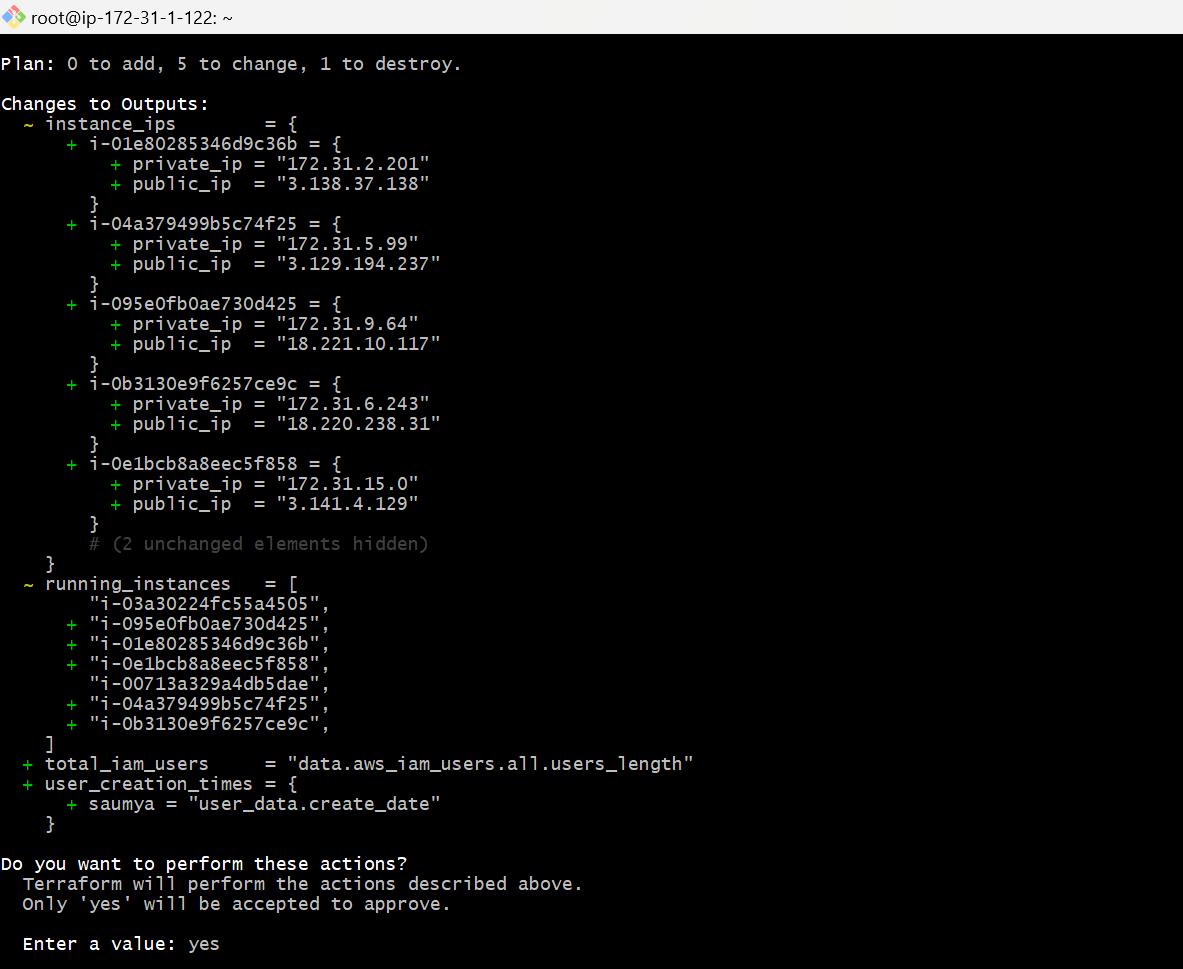 root@ip-172-31-1-122: ~
Plan: 0 to add, 5 to change, 1 to destroy.
Changes to Outputs:
  ~ instance_ips        = {
      + i-01e80285346d9c36b = {
          + private_ip = "172.31.2.201"
          + public_ip  = "3.138.37.138"
        }
      + i-04a379499b5c74f25 = {
          + private_ip = "172.31.5.99"
          + public_ip  = "3.129.194.237"
        }
      + i-095e0fb0ae730d425 = {
          + private_ip = "172.31.9.64"
          + public_ip  = "18.221.10.117"
        }
      + i-0b3130e9f6257ce9c = {
          + private_ip = "172.31.6.243"
          + public_ip  = "18.220.238.31"
        }
      + i-0e1bcb8a8eec5f858 = {
          + private_ip = "172.31.15.0"
          + public_ip  = "3.141.4.129"
        }
        # (2 unchanged elements hidden)
    }
  ~ running_instances   = [
        "i-03a30224fc55a4505",
      + "i-095e0fb0ae730d425",
      + "i-01e80285346d9c36b",
      + "i-0e1bcb8a8eec5f858",
        "i-00713a329a4db5dae",
      + "i-04a379499b5c74f25",
      + "i-0b3130e9f6257ce9c",
    ]
  + total_iam_users     = "data.aws_iam_users.all.users_length"
  + user_creation_times = {
      + saumya = "user_data.create_date"
    }
Do you want to perform these actions?
  Terraform will perform the actions described above.
  Only 'yes' will be accepted to approve.
  Enter a value: yes